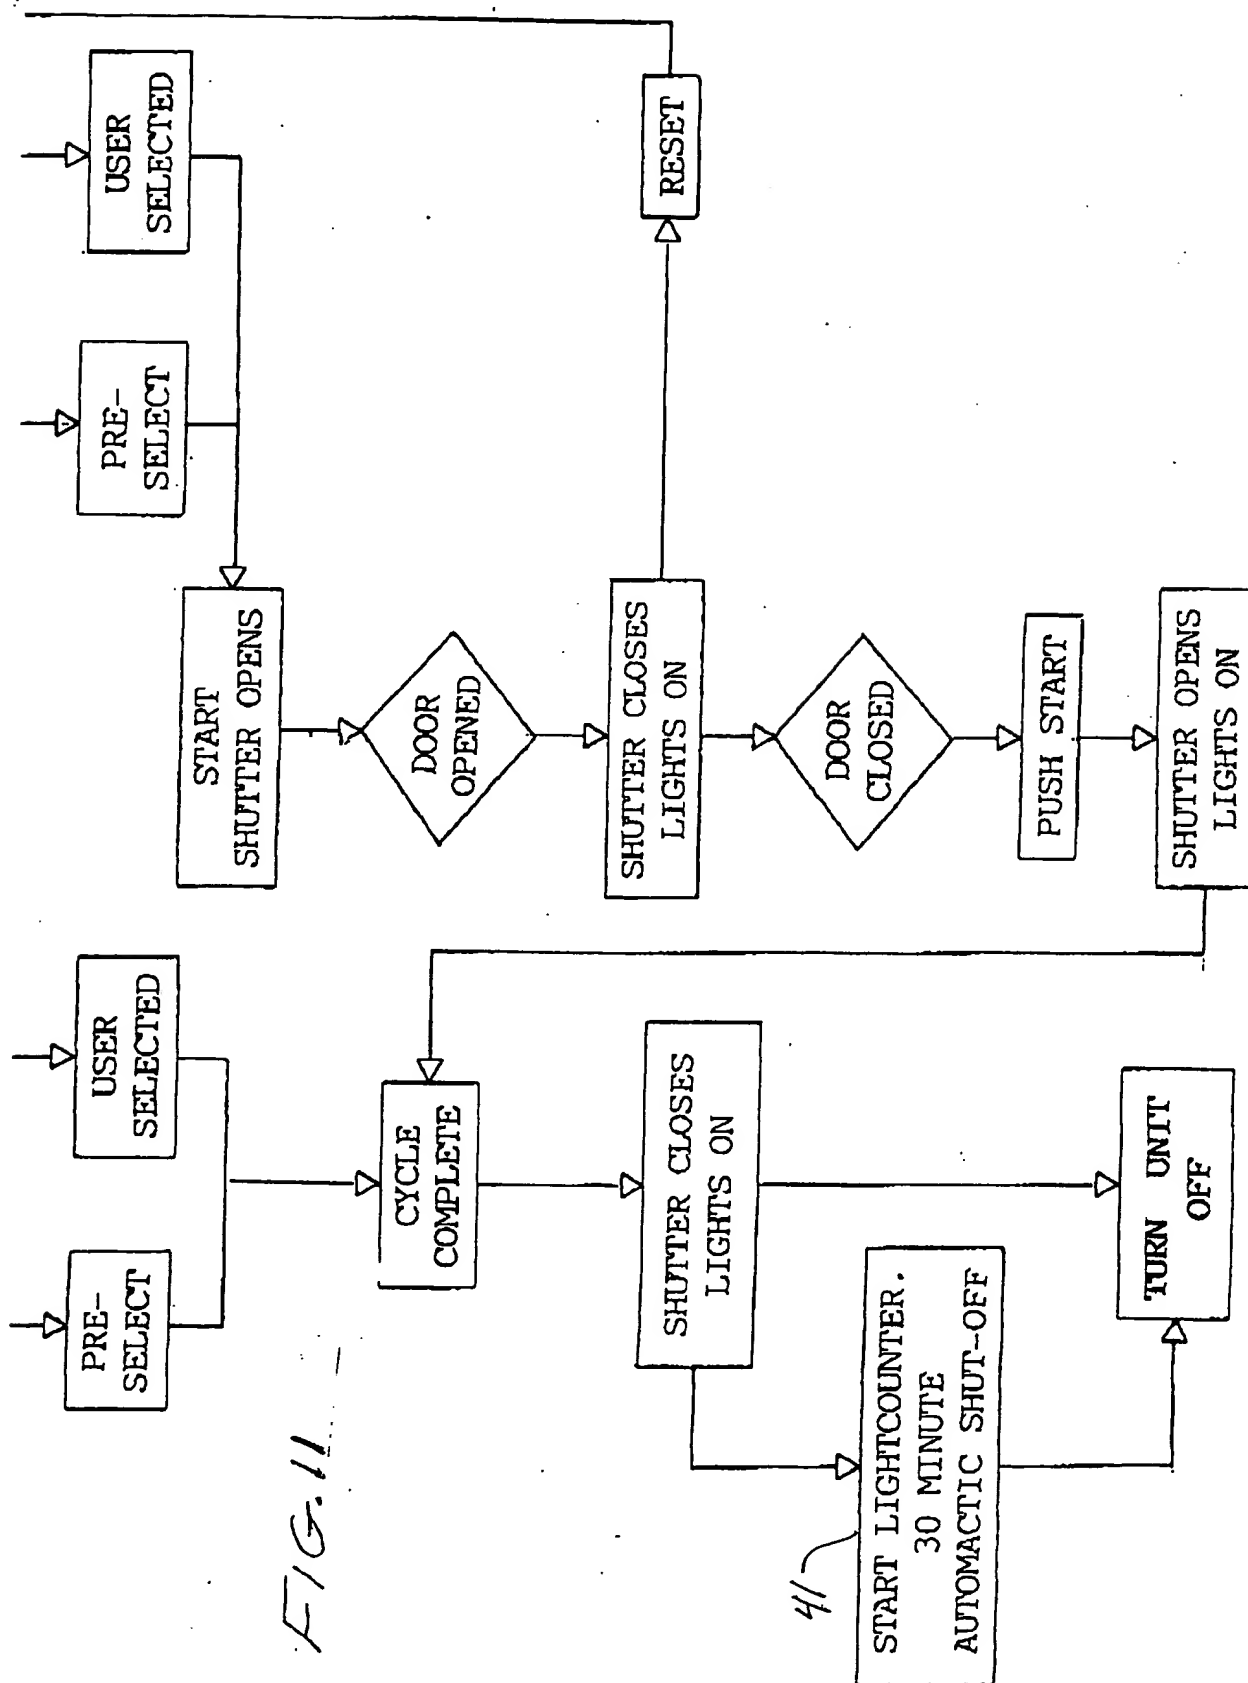 PRE-
SELECT
USER
SELECTED
PRE-
SELECT
USER
SELECTED
CYCLE
COMPLETE
START
SHUTTER OPENS
DOOR
OPENED
SHUTTER CLOSES
LIGHTS ON
RESET
SHUTTER CLOSES
LIGHTS ON
DOOR
CLOSED
41
START LIGHTCOUNTER.
30 MINUTE
AUTOMACTIC SHUT-OFF
PUSH START
TURN UNIT
OFF
SHUTTER OPENS
LIGHTS ON
FIG. 11